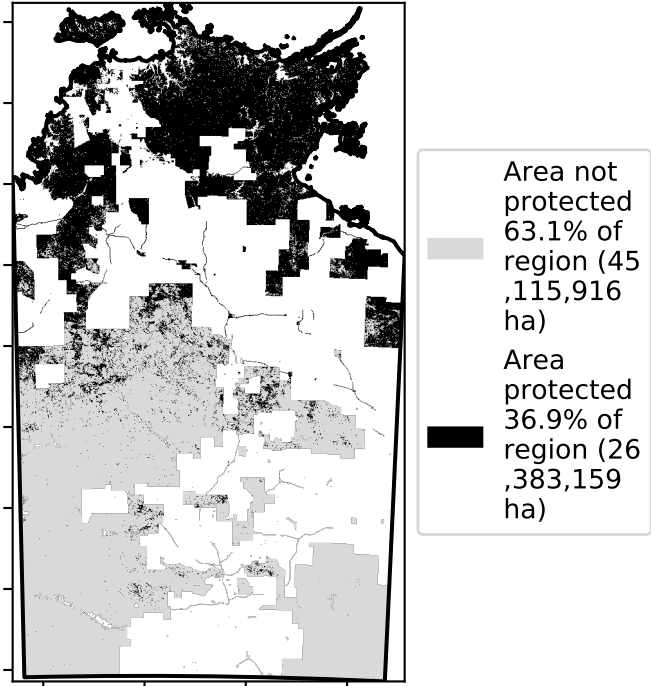 Area not
protected
63.1% of
region (45
,115,916
ha)
Area
protected
36.9% of
region (26
,383,159
ha)